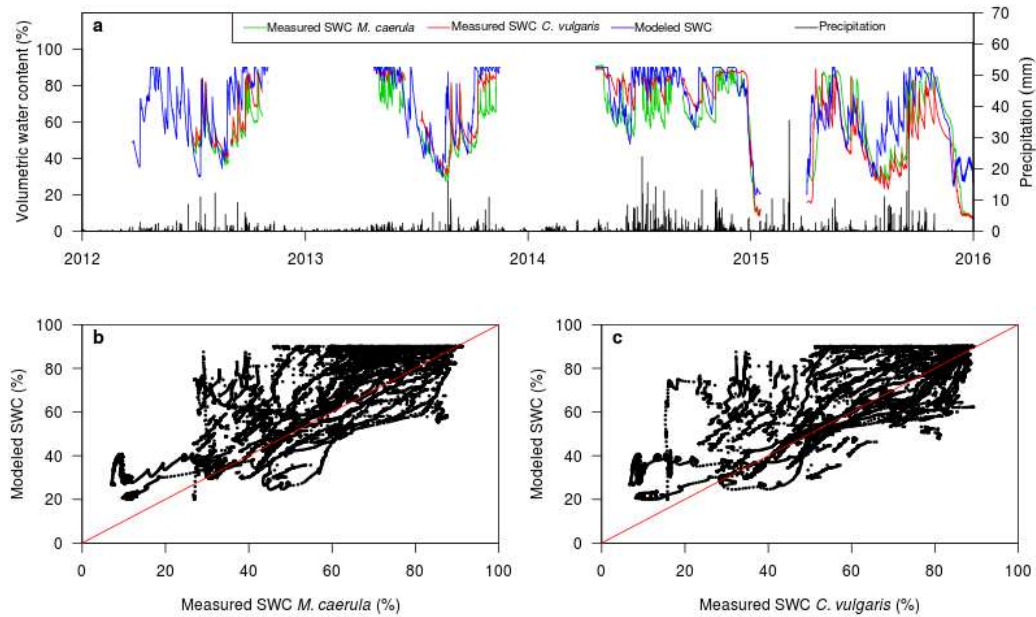 a
Measured SWC M. caerula Measured SWC C. vulgaris Modeled SWC Precipitation
Volumetric water content (%)
0 20 40 60 80 100
Precipitation (mm)
0 10 20 30 40 50 60 70
2012 2013 2014 2015 2016
b
Modeled SWC (%)
0 20 40 60 80 100
0 20 40 60 80 100
Measured SWC M. caerula (%)
c
Modeled SWC (%)
0 20 40 60 80 100
0 20 40 60 80 100
Measured SWC C. vulgaris (%)